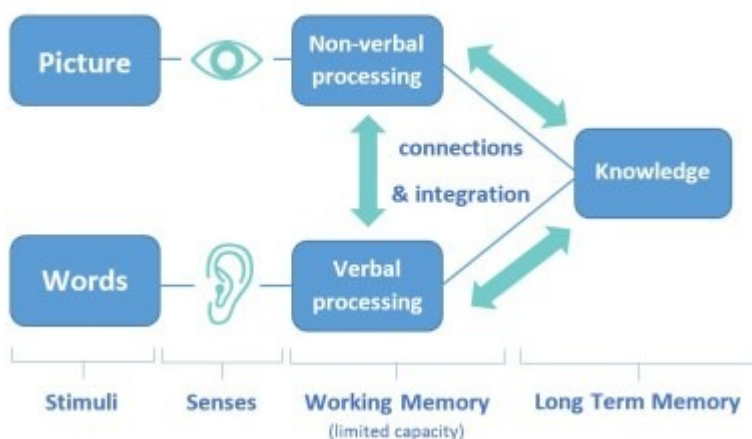 Picture
Non-verbal
processing
connections
& integration
Knowledge
Words
Verbal
processing
Stimuli
Senses
Working Memory
(limited capacity)
Long Term Memory